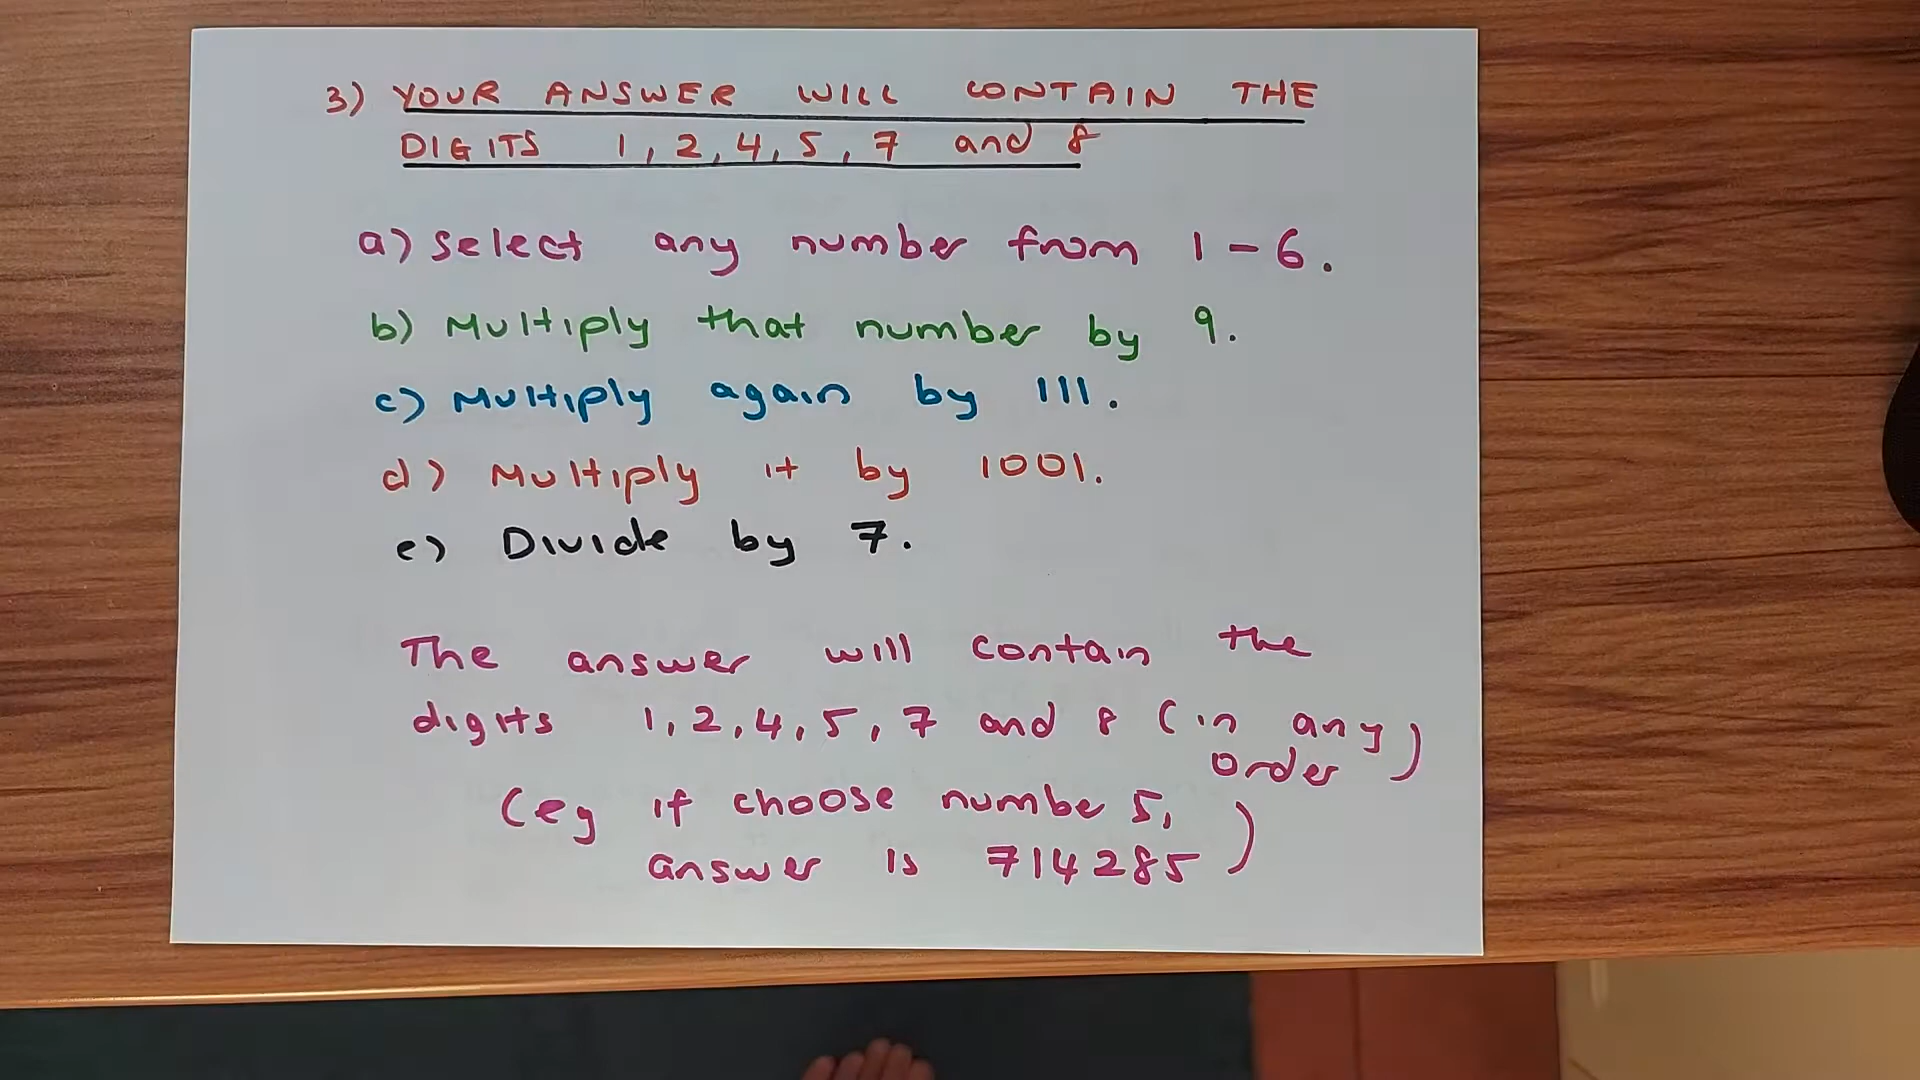 3) YOUR ANSWER WILL CONTAIN THE
DIGITS 1, 2, 4, 5, 7 and 8
a) select any number from 1 - 6.
b) Multiply that number by 9.
c) Multiply again by 111.
d) Multiply it by 1001.
e) Divide by 7.
The answer will contain the
digits 1, 2, 4, 5, 7 and 8 (in any
order)
(eg if choose number 5,
answer is 714285)